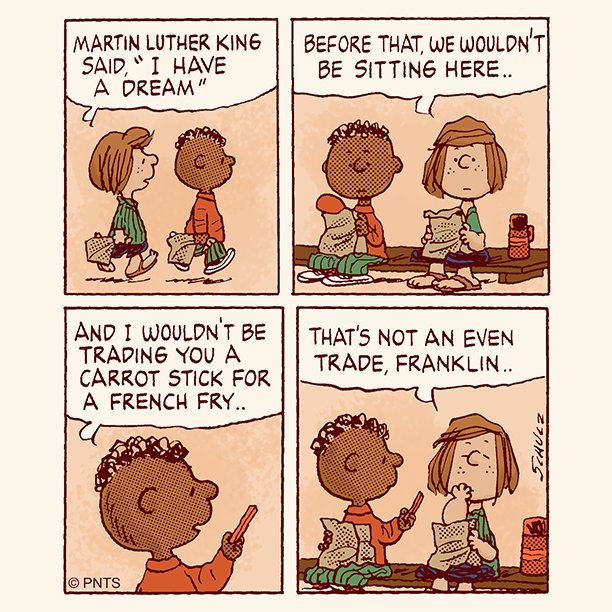 MARTIN LUTHER KING
SAID, "I HAVE
A DREAM"
BEFORE THAT, WE WOULDN'T
BE SITTING HERE..
AND I WOULDN'T BE
TRADING YOU A
CARROT STICK FOR
A FRENCH FRY..
© PNTS
THAT'S NOT AN EVEN
TRADE, FRANKLIN..
SCHULZ